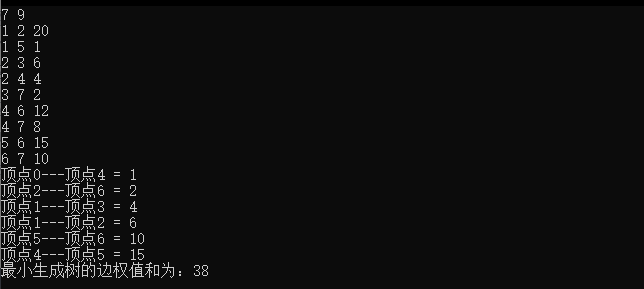 7 9
1 2 20
1 5 1
2 3 6
2 4 4
3 7 2
4 6 12
4 7 8
5 6 15
6 7 10
顶点0---顶点4 = 1
顶点2---顶点6 = 2
顶点1---顶点3 = 4
顶点1---顶点2 = 6
顶点5---顶点6 = 10
顶点4---顶点5 = 15
最小生成树的边权值和为：38